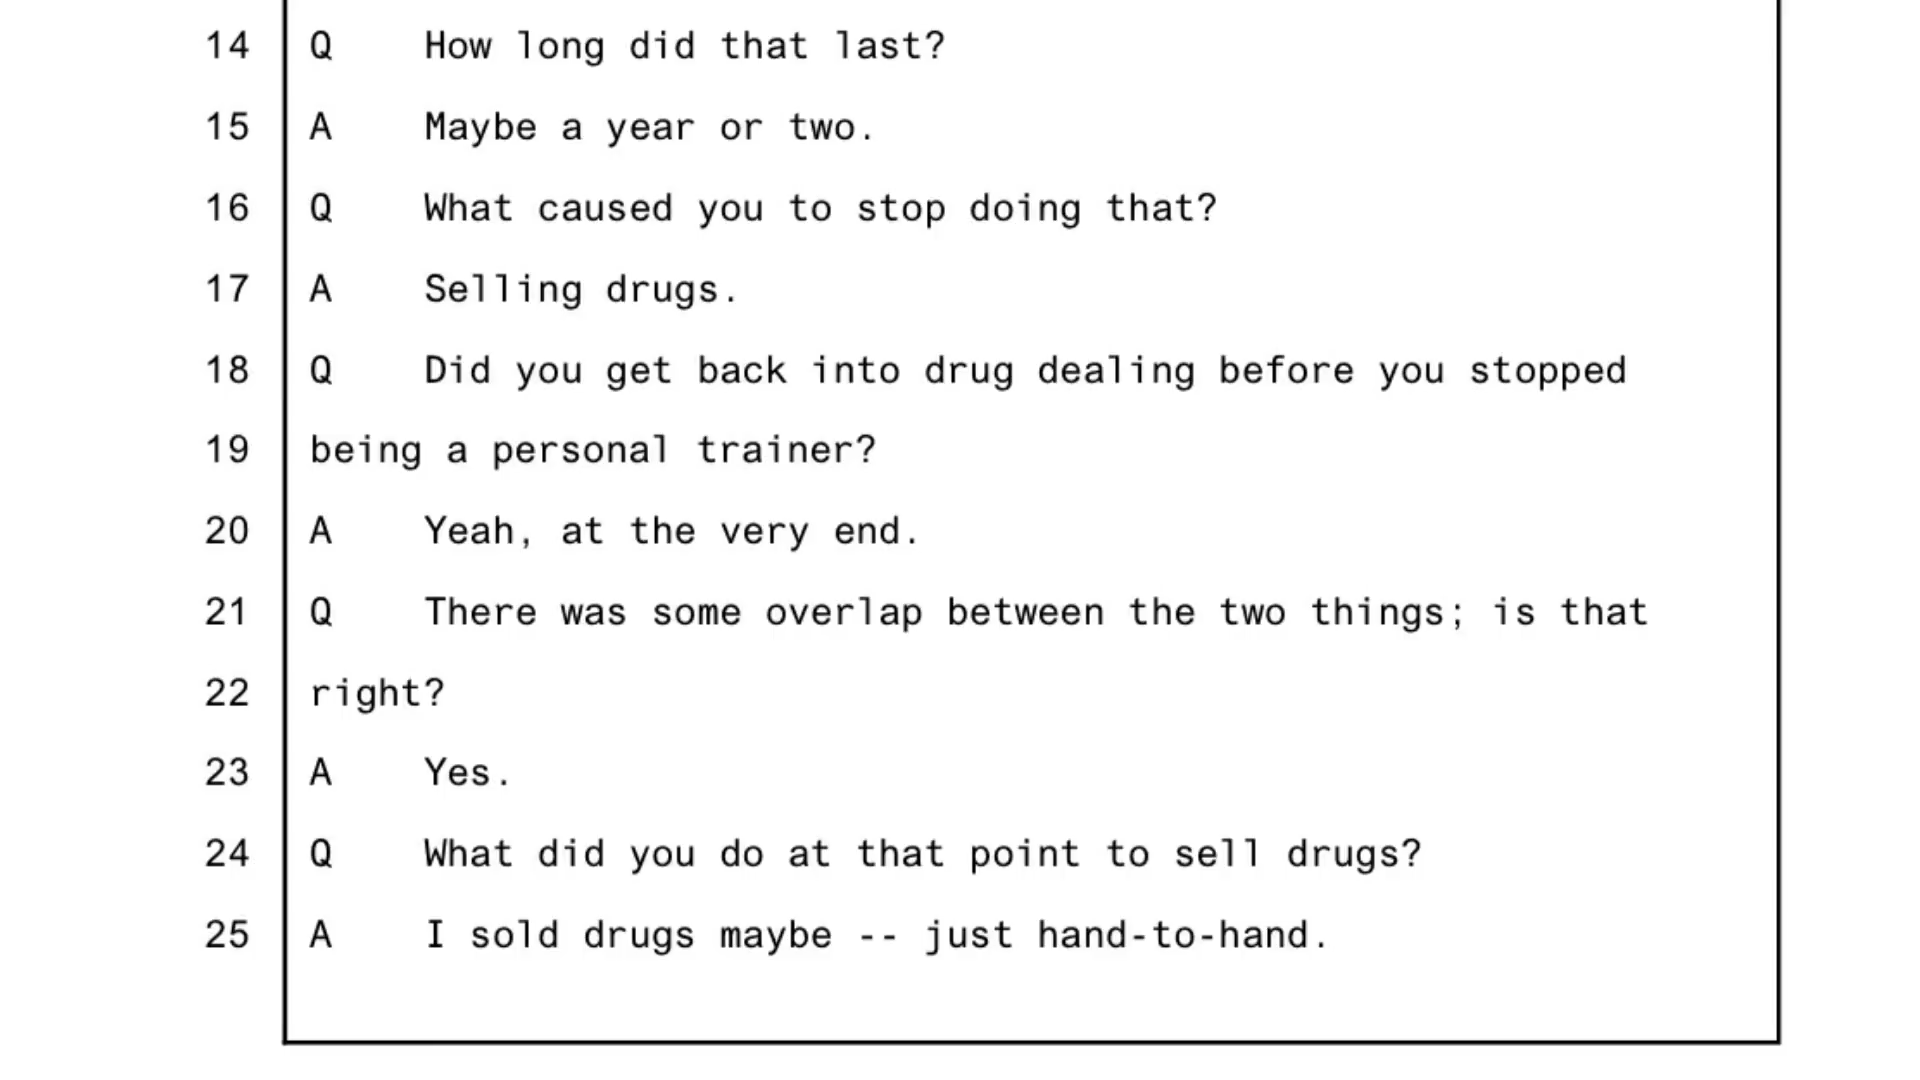 14 Q How long did that last?
15 A Maybe a year or two.
16 Q What caused you to stop doing that?
17 A Selling drugs.
18 Q Did you get back into drug dealing before you stopped
19 being a personal trainer?
20 A Yeah, at the very end.
21 Q There was some overlap between the two things; is that
22 right?
23 A Yes.
24 Q What did you do at that point to sell drugs?
25 A I sold drugs maybe -- just hand-to-hand.